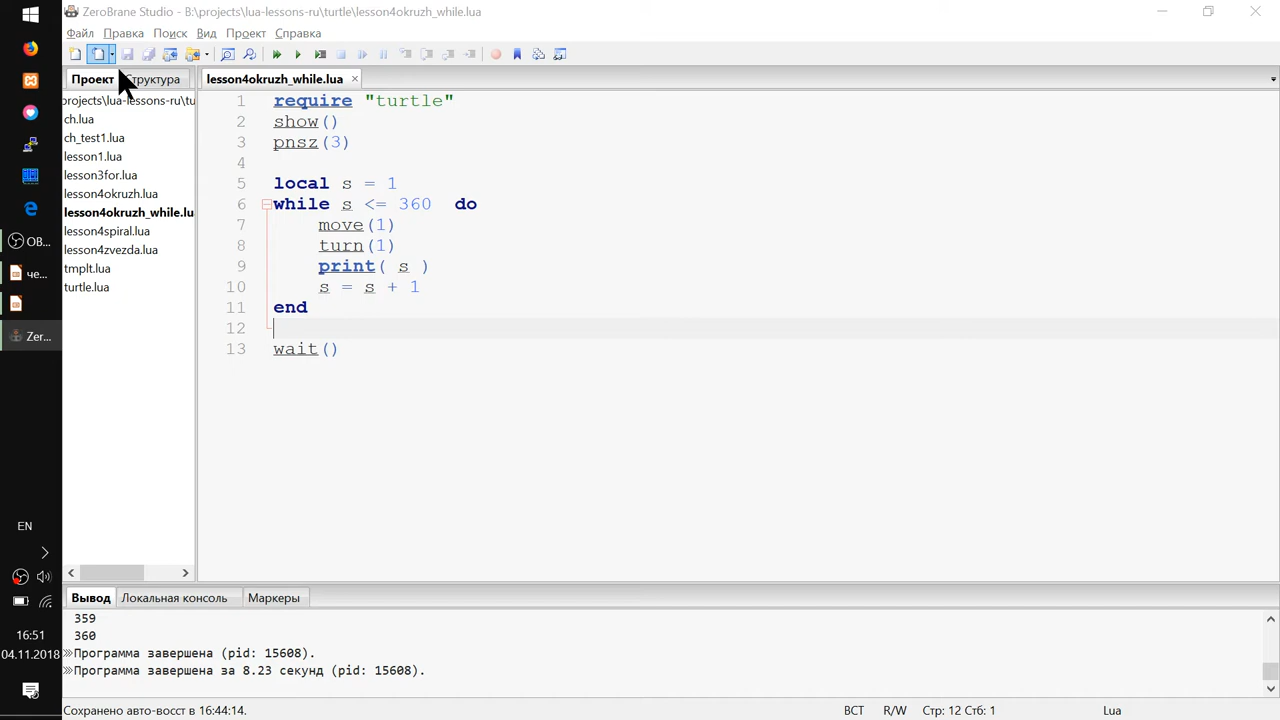 ZeroBrane Studio - B:\projects\lua-lessons-ru\turtle\lesson4okruzh_while.lua
Файл Правка Поиск Вид Проект Справка
Проект Структура
projects\lua-lessons-ru\tu
ch.lua
ch_test1.lua
lesson1.lua
lesson3for.lua
lesson4okruzh.lua
lesson4okruzh_while.lu
lesson4spiral.lua
lesson4zvezda.lua
tmplt.lua
turtle.lua
lesson4okruzh_while.lua
1 require "turtle"
2 show()
3 pnsz(3)
4
5 local s = 1
6 while s <= 360 do
7 move(1)
8 turn(1)
9 print( s )
10 s = s + 1
11 end
12
13 wait()
ОВ...
че...
Zer...
EN
16:51
04.11.2018
Вывод Локальная консоль Маркеры
359
360
Программа завершена (pid: 15608).
Программа завершена за 8.23 секунд (pid: 15608).
Сохранено авто-восст в 16:44:14. ВСТ R/W Стр: 12 Стб: 1 Lua